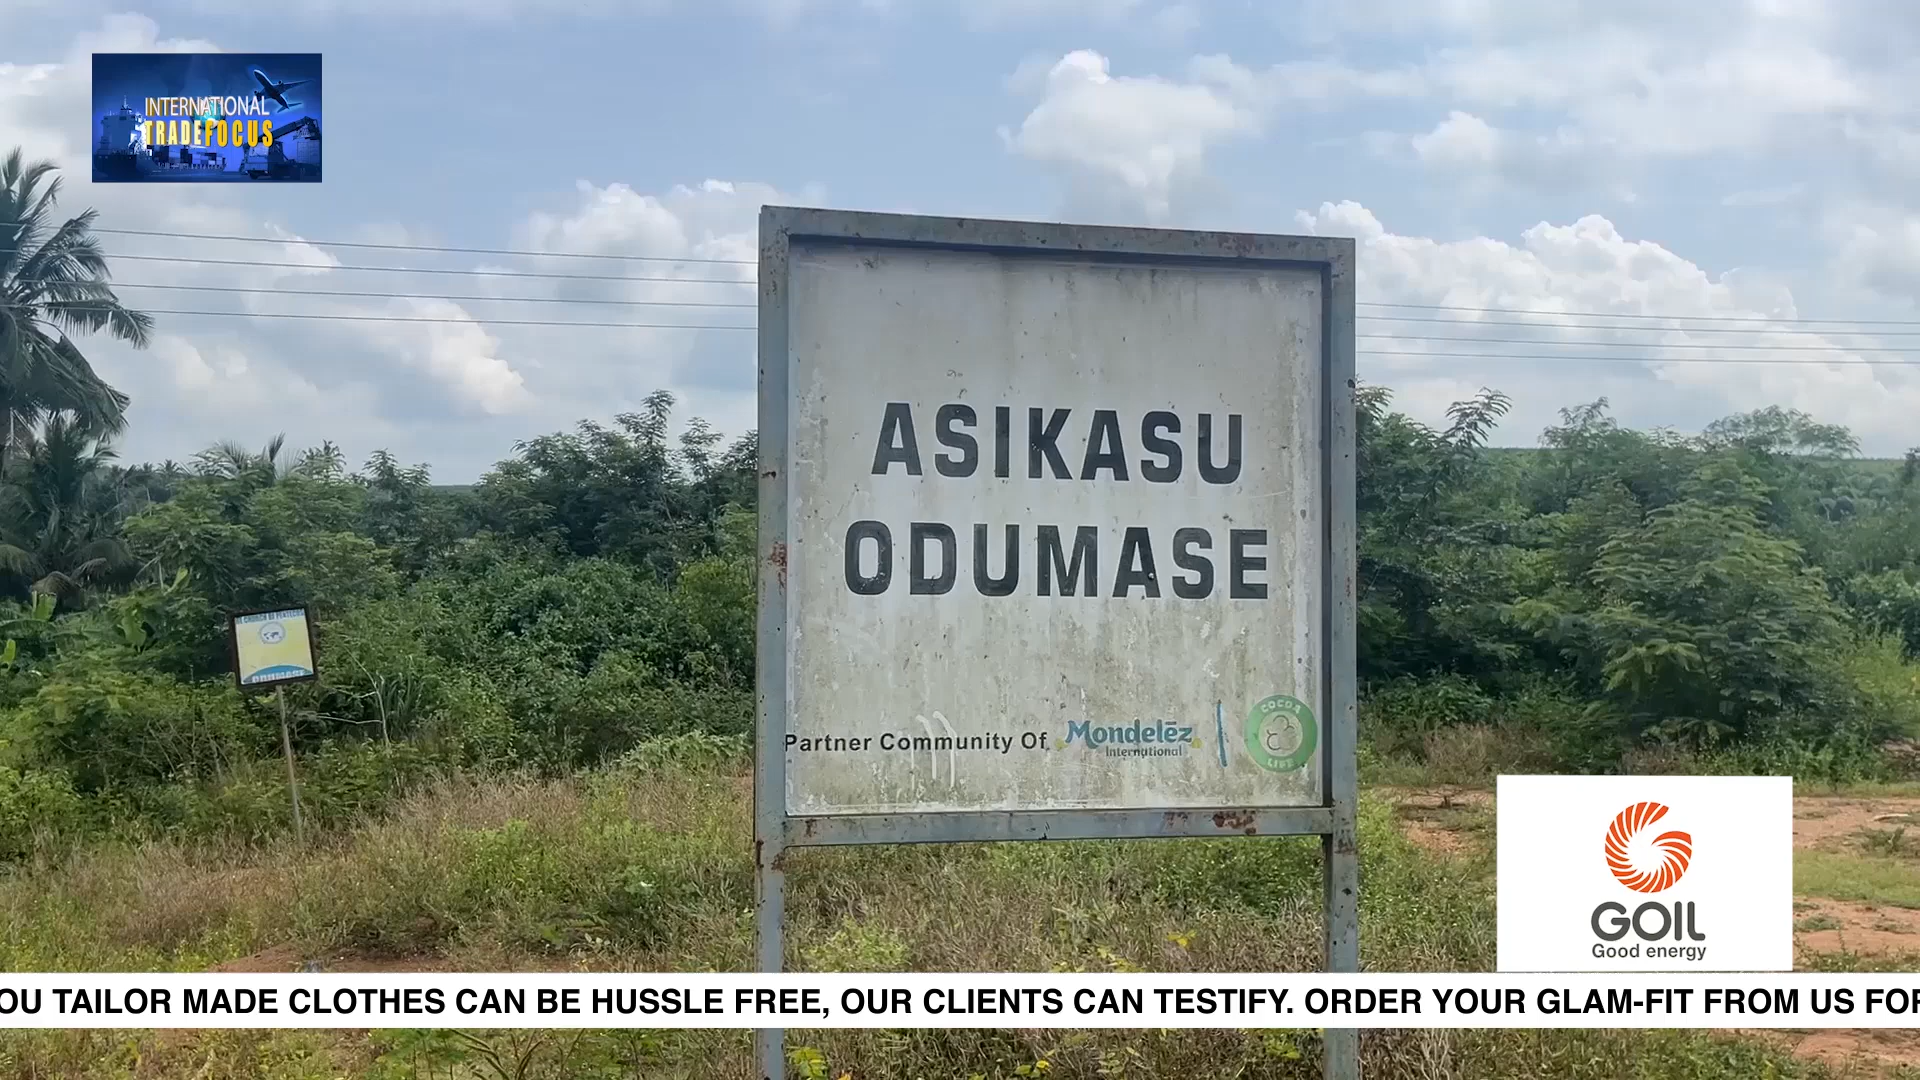 INTERNATIONAL
TRADEFOCUS
ASIKASU
ODUMASE
Partner Community Of Mondelēz
International
COCOA
LIFE
ODUMASE
GOIL
Good energy
OU TAILOR MADE CLOTHES CAN BE HUSSLE FREE, OUR CLIENTS CAN TESTIFY. ORDER YOUR GLAM-FIT FROM US FOR